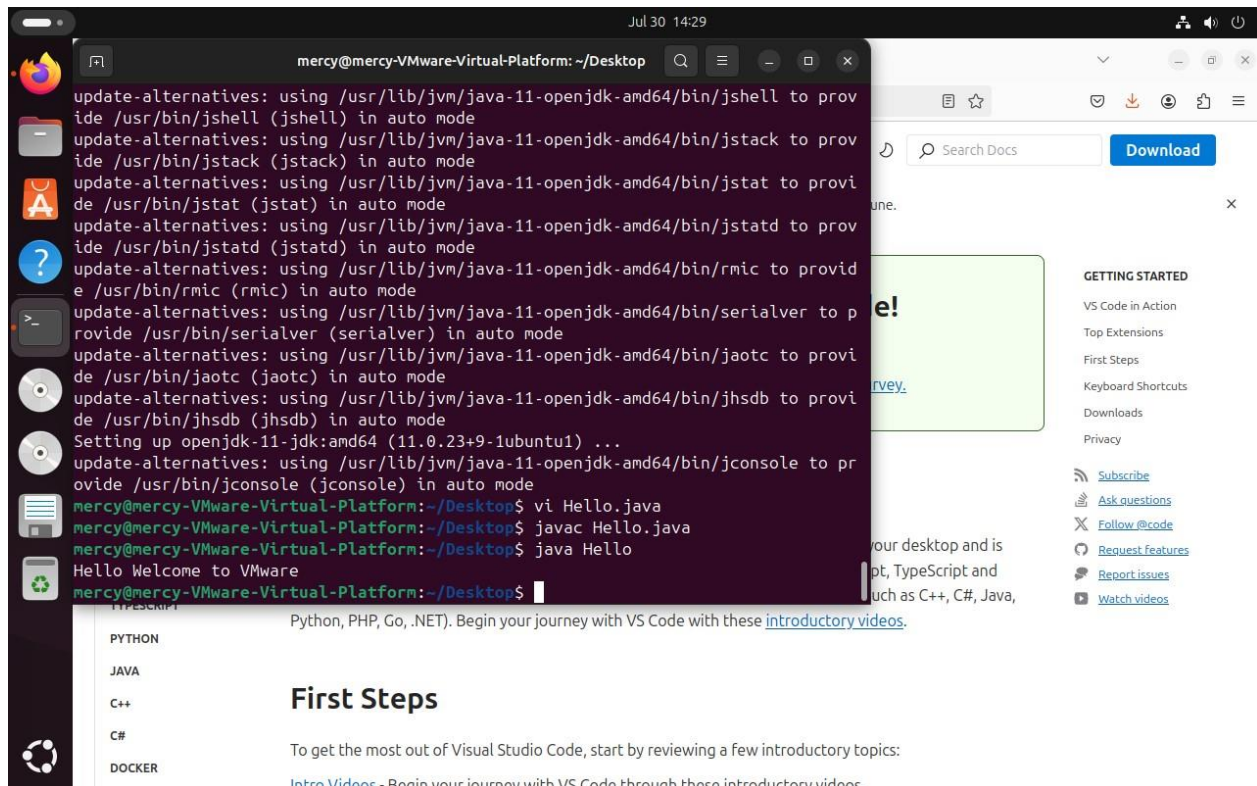 Jul 30 14:29
mercy@mercy-VMware-Virtual-Platform: ~/Desktop
update-alternatives: using /usr/lib/jvm/java-11-openjdk-amd64/bin/jshell to prov
ide /usr/bin/jshell (jshell) in auto mode
update-alternatives: using /usr/lib/jvm/java-11-openjdk-amd64/bin/jstack to prov
ide /usr/bin/jstack (jstack) in auto mode
update-alternatives: using /usr/lib/jvm/java-11-openjdk-amd64/bin/jstat to provi
de /usr/bin/jstat (jstat) in auto mode
update-alternatives: using /usr/lib/jvm/java-11-openjdk-amd64/bin/jstatd to prov
ide /usr/bin/jstatd (jstatd) in auto mode
update-alternatives: using /usr/lib/jvm/java-11-openjdk-amd64/bin/rmic to provid
e /usr/bin/rmic (rmic) in auto mode
update-alternatives: using /usr/lib/jvm/java-11-openjdk-amd64/bin/serialver to p
rovide /usr/bin/serialver (serialver) in auto mode
update-alternatives: using /usr/lib/jvm/java-11-openjdk-amd64/bin/jaotc to provi
de /usr/bin/jaotc (jaotc) in auto mode
update-alternatives: using /usr/lib/jvm/java-11-openjdk-amd64/bin/jhsdb to provi
de /usr/bin/jhsdb (jhsdb) in auto mode
Setting up openjdk-11-jdk:amd64 (11.0.23+9-1ubuntu1) ...
update-alternatives: using /usr/lib/jvm/java-11-openjdk-amd64/bin/jconsole to pr
ovide /usr/bin/jconsole (jconsole) in auto mode
mercy@mercy-VMware-Virtual-Platform:~/Desktop$ vi Hello.java
mercy@mercy-VMware-Virtual-Platform:~/Desktop$ javac Hello.java
mercy@mercy-VMware-Virtual-Platform:~/Desktop$ java Hello
Hello Welcome to VMware
mercy@mercy-VMware-Virtual-Platform:~/Desktop$
Search Docs
Download
une.
e!
rvey.
your desktop and is
pt, TypeScript and
uch as C++, C#, Java,
Python, PHP, Go, .NET). Begin your journey with VS Code with these introductory videos.
First Steps
To get the most out of Visual Studio Code, start by reviewing a few introductory topics:
Intro Videos - Begin your journey with VS Code through these introductory videos.
TYPESCRIPT
PYTHON
JAVA
C++
C#
DOCKER
GETTING STARTED
VS Code in Action
Top Extensions
First Steps
Keyboard Shortcuts
Downloads
Privacy
Subscribe
Ask questions
Follow @code
Request features
Report issues
Watch videos